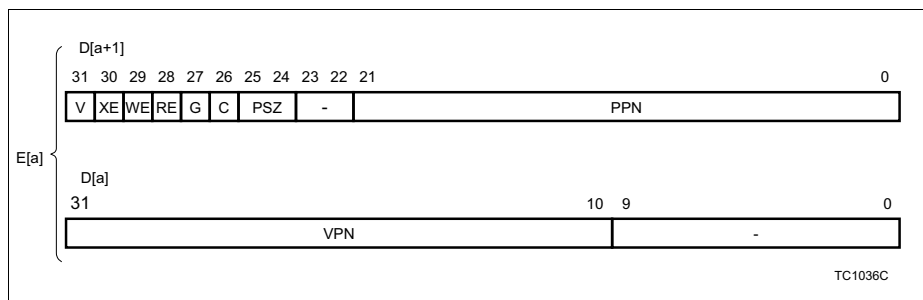 D[a+1]
31 30 29 28 27 26 25 24 23 22 21 0
V XE WE RE G C PSZ - PPN
E[a]
D[a]
31 10 9 0
VPN -
TC1036C